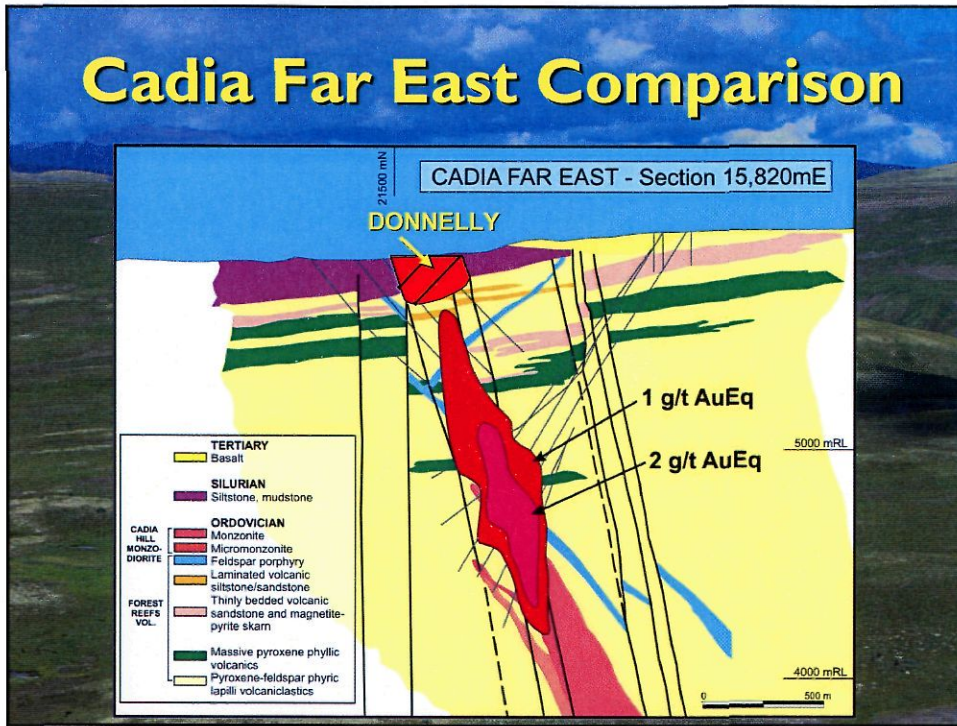 Cadia Far East Comparison
21500 mN
CADIA FAR EAST - Section 15,820mE
DONNELLY
1 g/t AuEq
5000 mRL
2 g/t AuEq
TERTIARY
Basalt
SILURIAN
Siltstone, mudstone
ORDOVICIAN
CADIA
HILL
MONZO-
DIORITE
Monzonite
Micromonzonite
Feldspar porphyry
Laminated volcanic
siltstone/sandstone
FOREST
REEFS
VOL.
Thinly bedded volcanic
sandstone and magnetite-
pyrite skarn
Massive pyroxene phyllic
volcanics
Pyroxene-feldspar phyric
lapilli volcaniclastics
4000 mRL
0 500 m